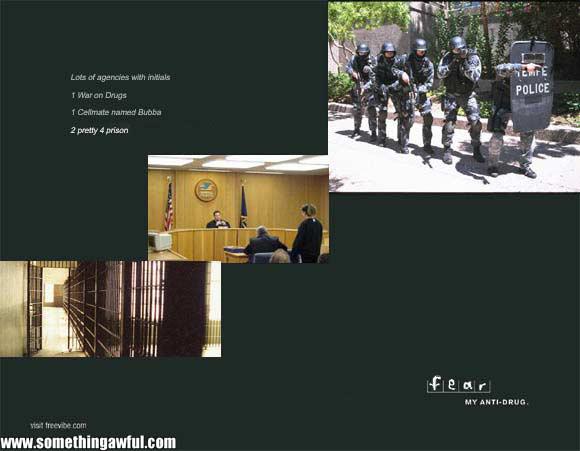 Lots of agencies with initials
1 War on Drugs
1 Cellmate named Bubba
2 pretty 4 prison
TEMPE
POLICE
fear
MY ANTI-DRUG.
visit freevibe.com
www.somethingawful.com